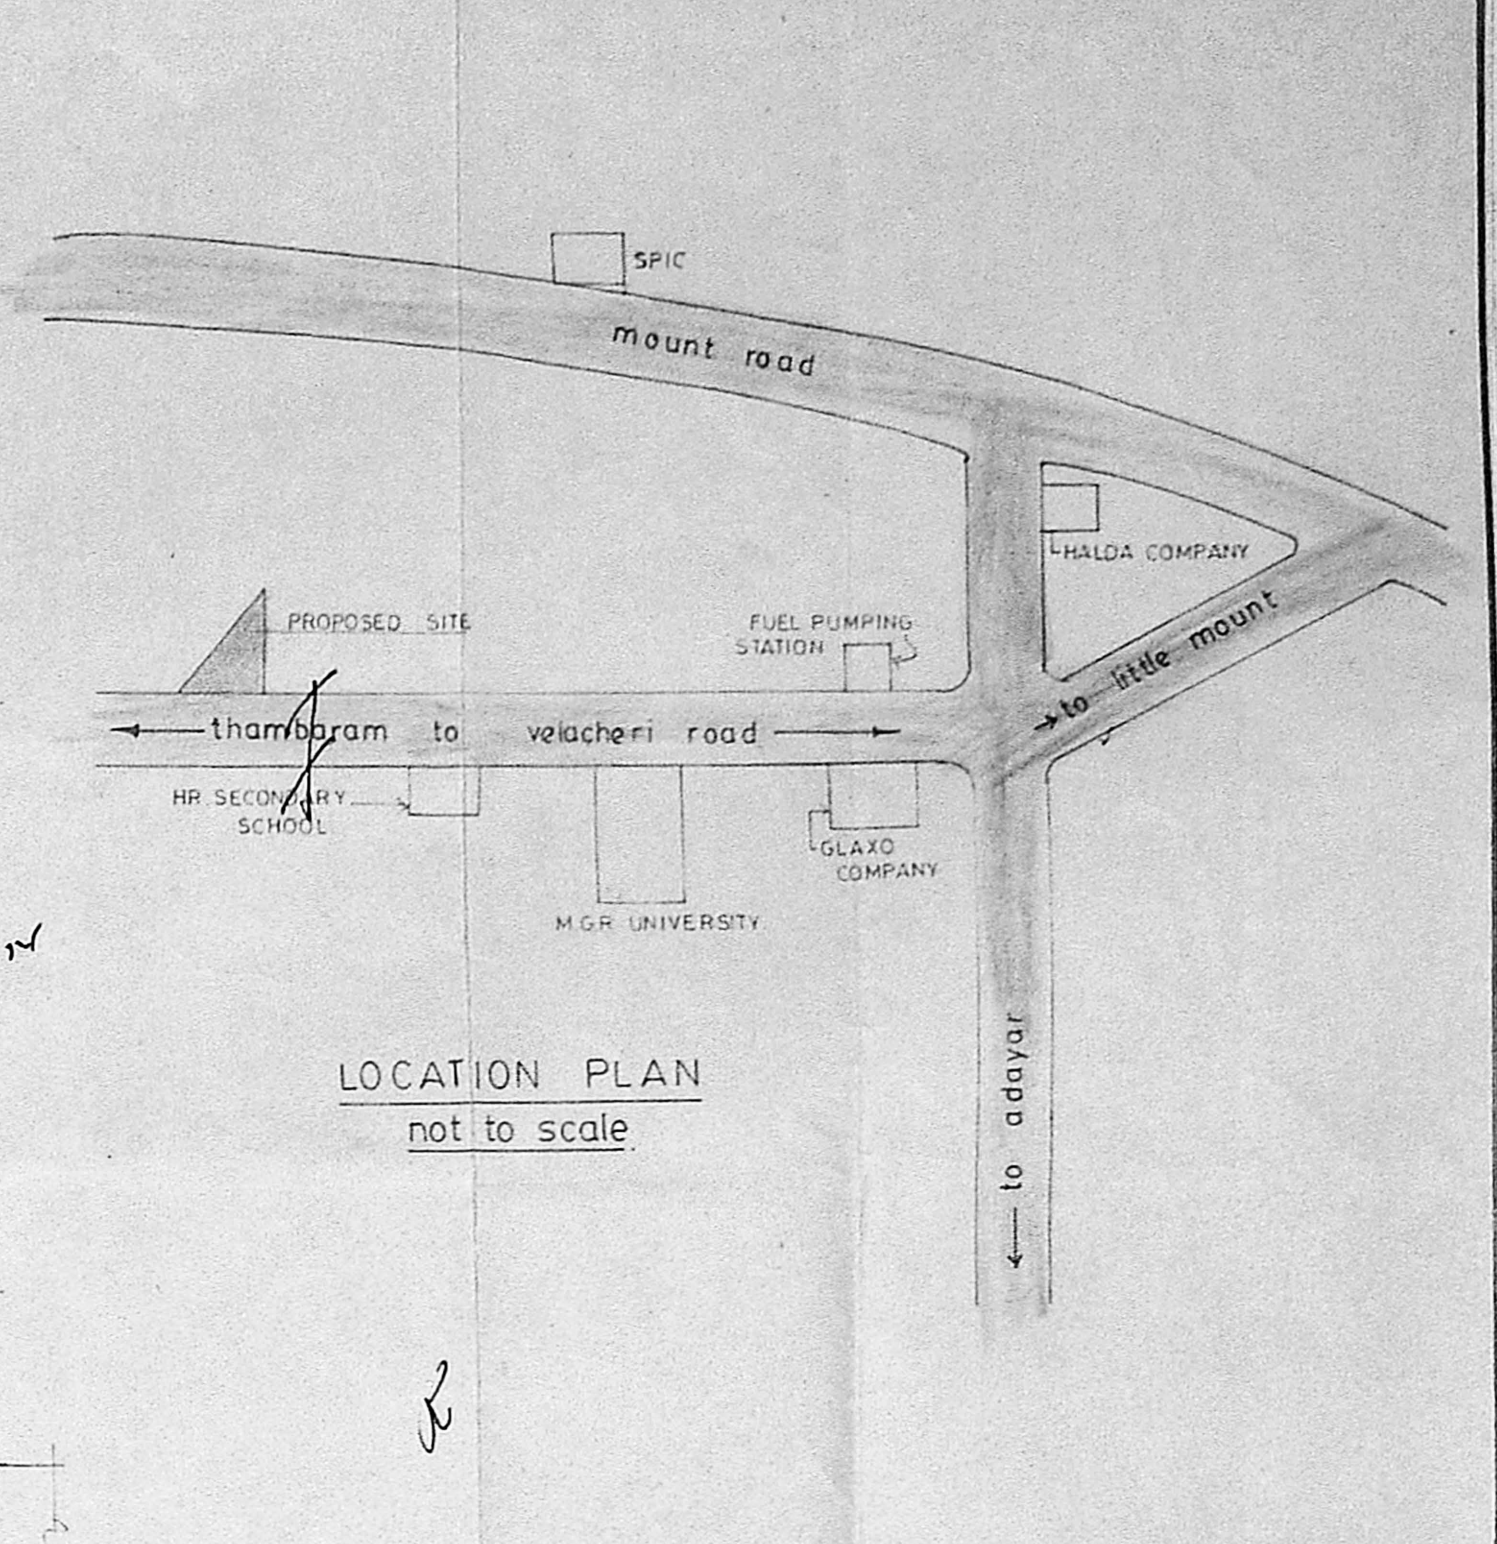 SPIC
mount road
HALDA COMPANY
PROPOSED SITE
FUEL PUMPING
STATION
to little mount
thambaram to velacheri road
HR. SECONDARY
SCHOOL
GLAXO
COMPANY
M.G.R. UNIVERSITY
to adayar
LOCATION PLAN
not to scale.